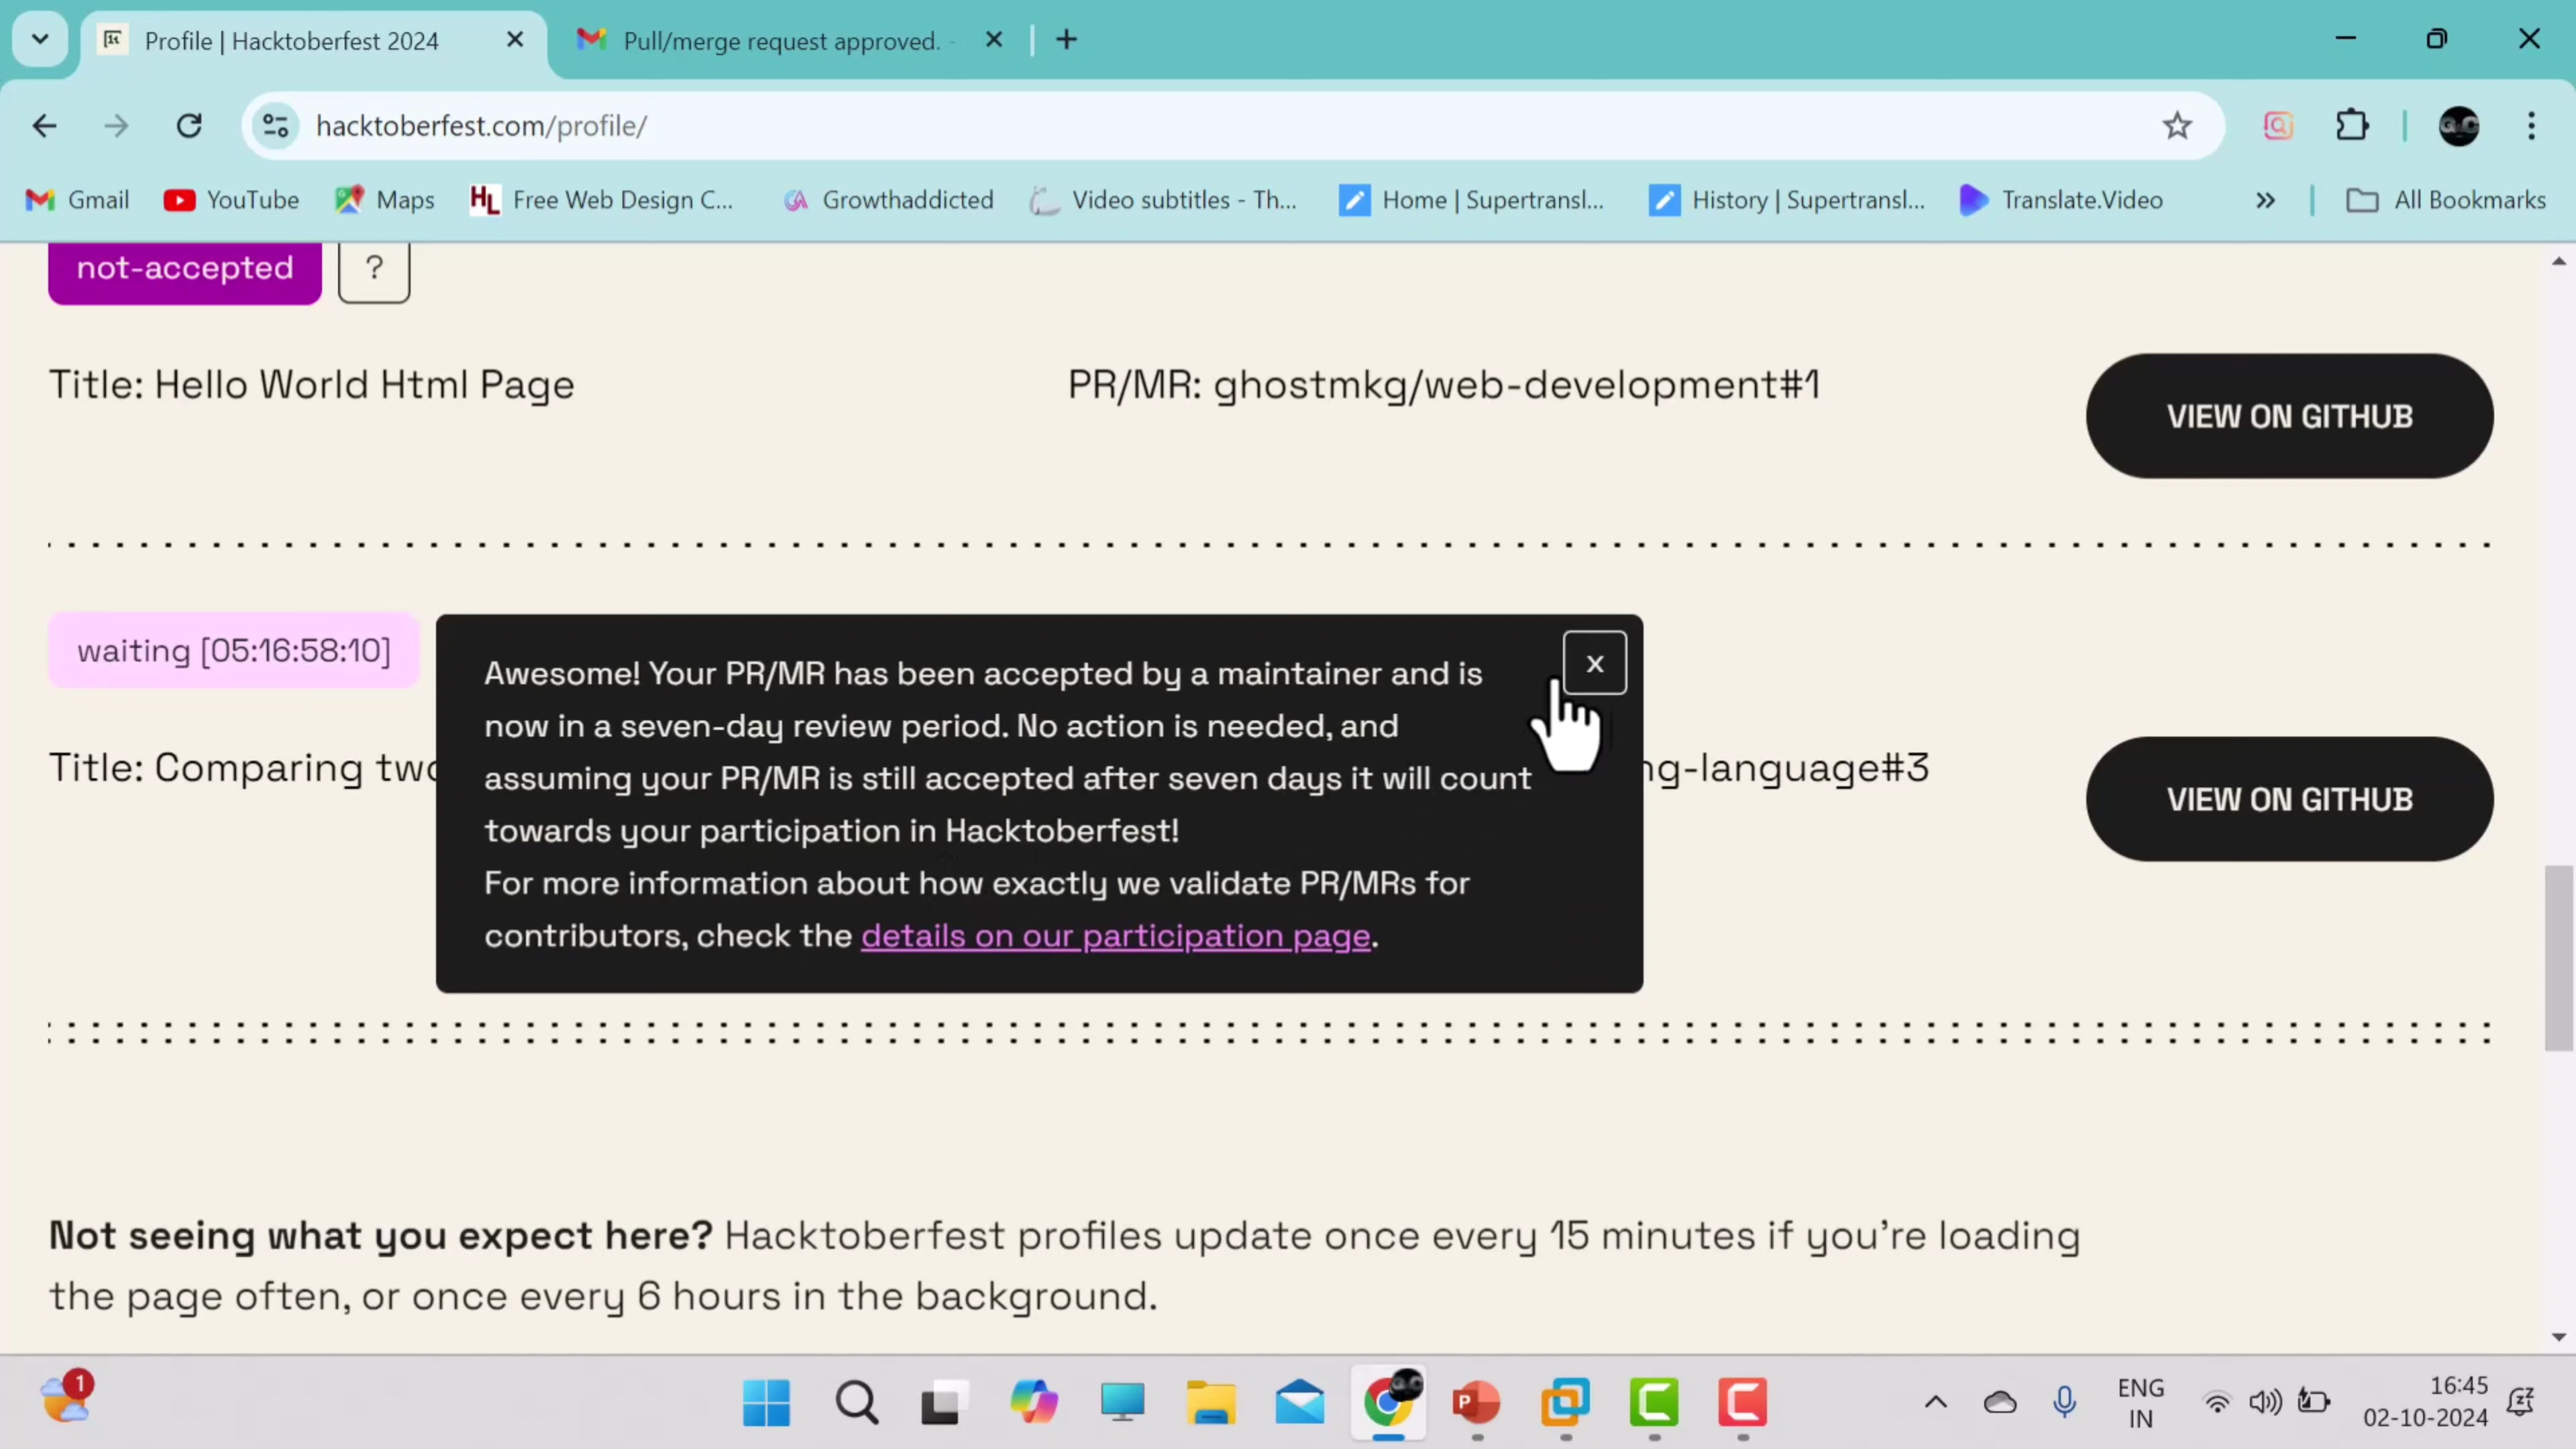 Profile | Hacktoberfest 2024
Pull/merge request approved. -
hacktoberfest.com/profile/
Gmail
YouTube
Maps
HL Free Web Design C...
Growthaddicted
Video subtitles - Th...
Home | Supertransl...
History | Supertransl...
Translate.Video
All Bookmarks
not-accepted ?
Title: Hello World Html Page
PR/MR: ghostmkg/web-development#1
VIEW ON GITHUB
waiting [05:16:58:10]
Awesome! Your PR/MR has been accepted by a maintainer and is
now in a seven-day review period. No action is needed, and
assuming your PR/MR is still accepted after seven days it will count
towards your participation in Hacktoberfest!
For more information about how exactly we validate PR/MRs for
contributors, check the details on our participation page.
x
Title: Comparing two
ng-language#3
VIEW ON GITHUB
Not seeing what you expect here? Hacktoberfest profiles update once every 15 minutes if you're loading
the page often, or once every 6 hours in the background.
1
P
ENG
IN
16:45
02-10-2024